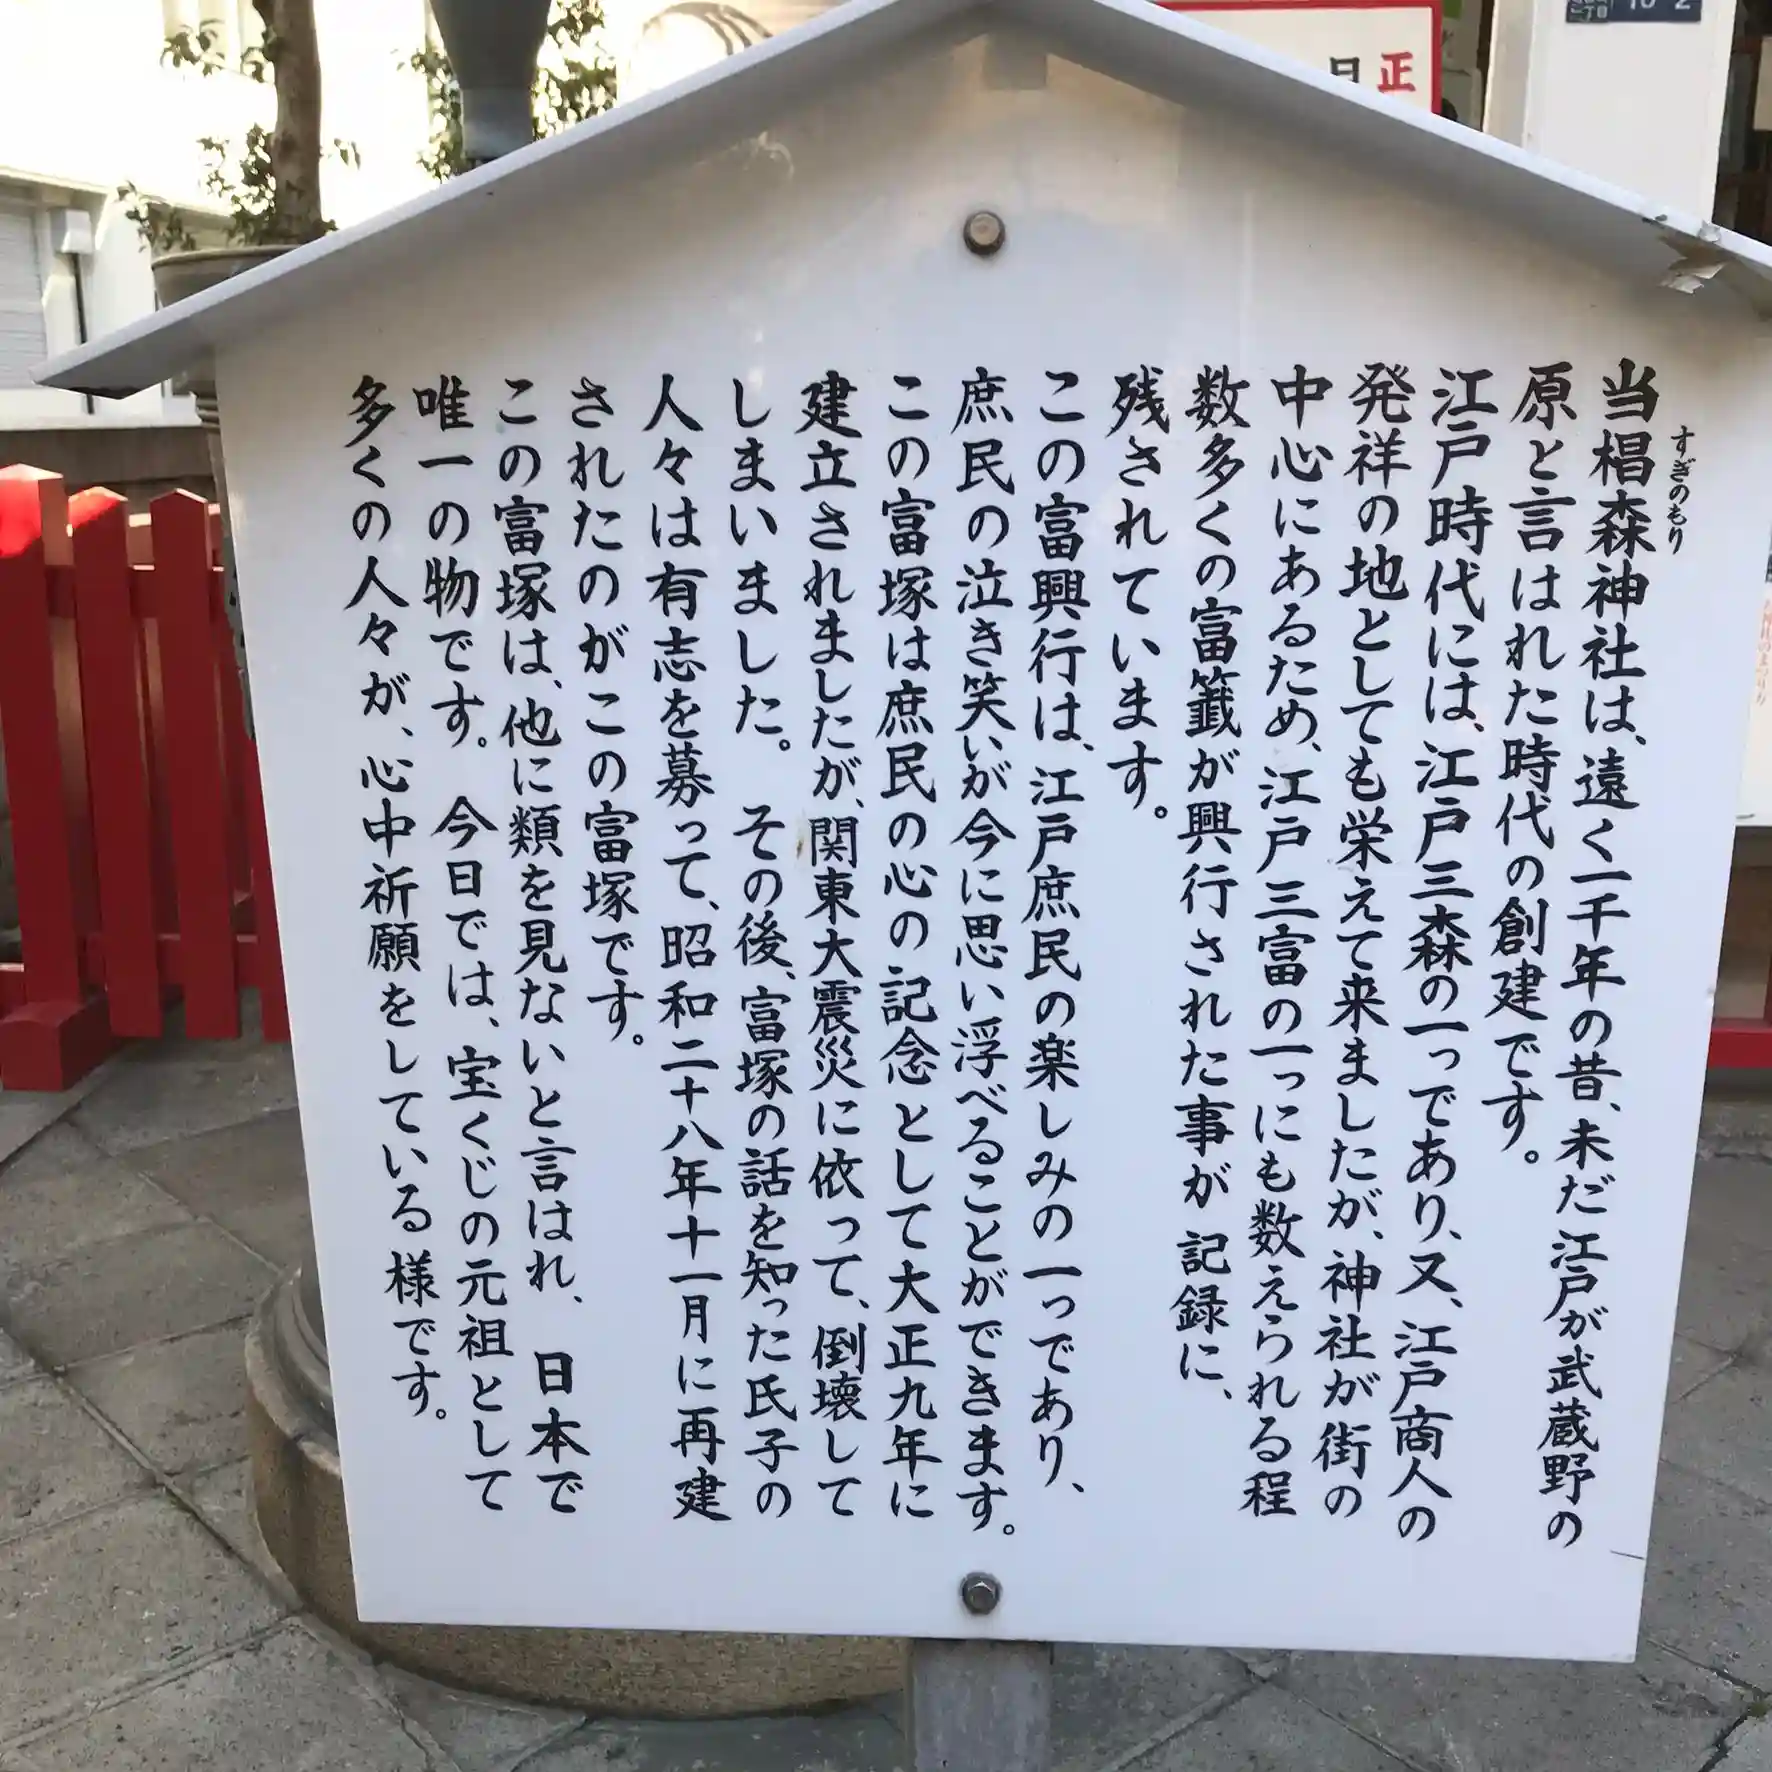 当椙森神社は、遠く一千年の昔、未だ江戸が武蔵野の
すぎのもり
原と言はれた時代の創建です。
江戸時代には、江戸三森の一つであり、又、江戸商人の
発祥の地としても栄えて来ましたが、神社が街の
中心にあるため、江戸三富の一つにも数えられる程
数多くの富籤が興行された事が記録に、
残されています。
この富興行は、江戸庶民の楽しみの一つであり、
庶民の泣き笑いが今に思い浮べることができます。
この富塚は庶民の心の記念として大正九年に
建立されましたが、関東大震災に依って、倒壊して
しまいました。その後、富塚の話を知った氏子の
人々は有志を募って、昭和二十八年十一月に再建
されたのがこの富塚です。
この富塚は、他に類を見ないと言はれ、日本で
唯一の物です。今日では、宝くじの元祖として
多くの人々が、心中祈願をしている様です。
正
10 2